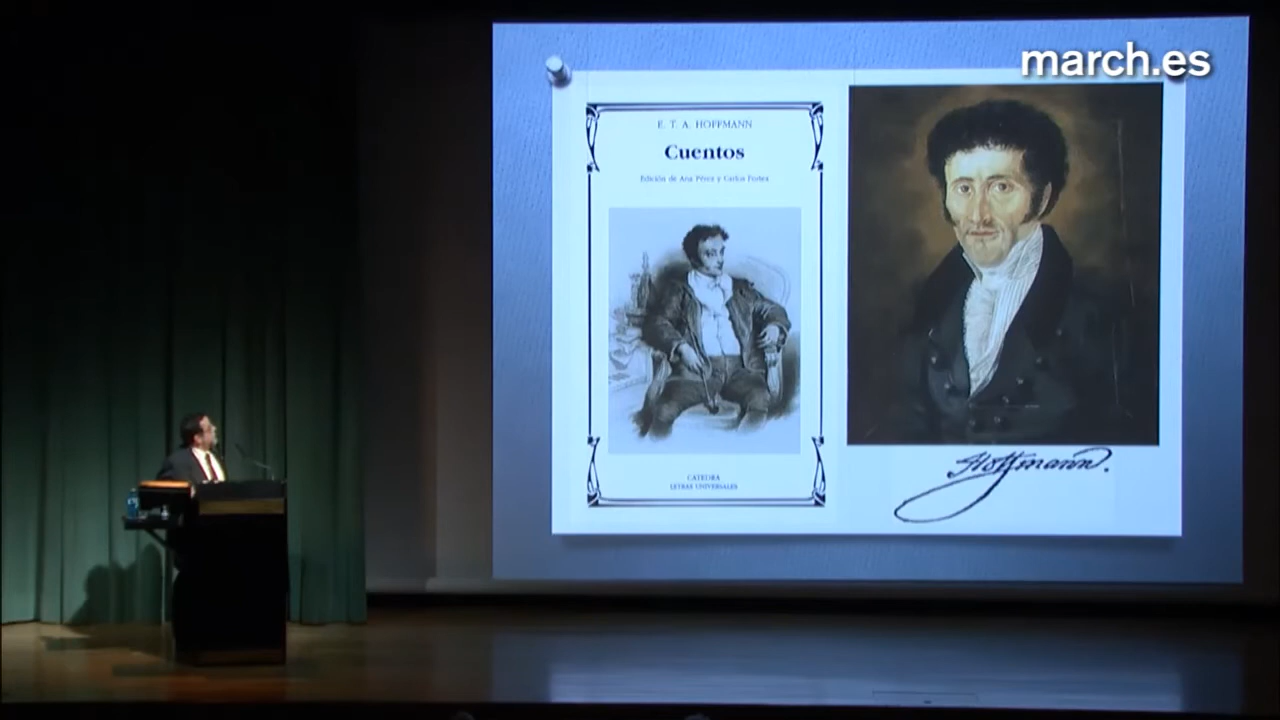 march.es
E. T. A. HOFFMANN
Cuentos
Edición de Ana Pérez y Carlos Fortea
CATEDRA
LETRAS UNIVERSALES
Hoffmann.